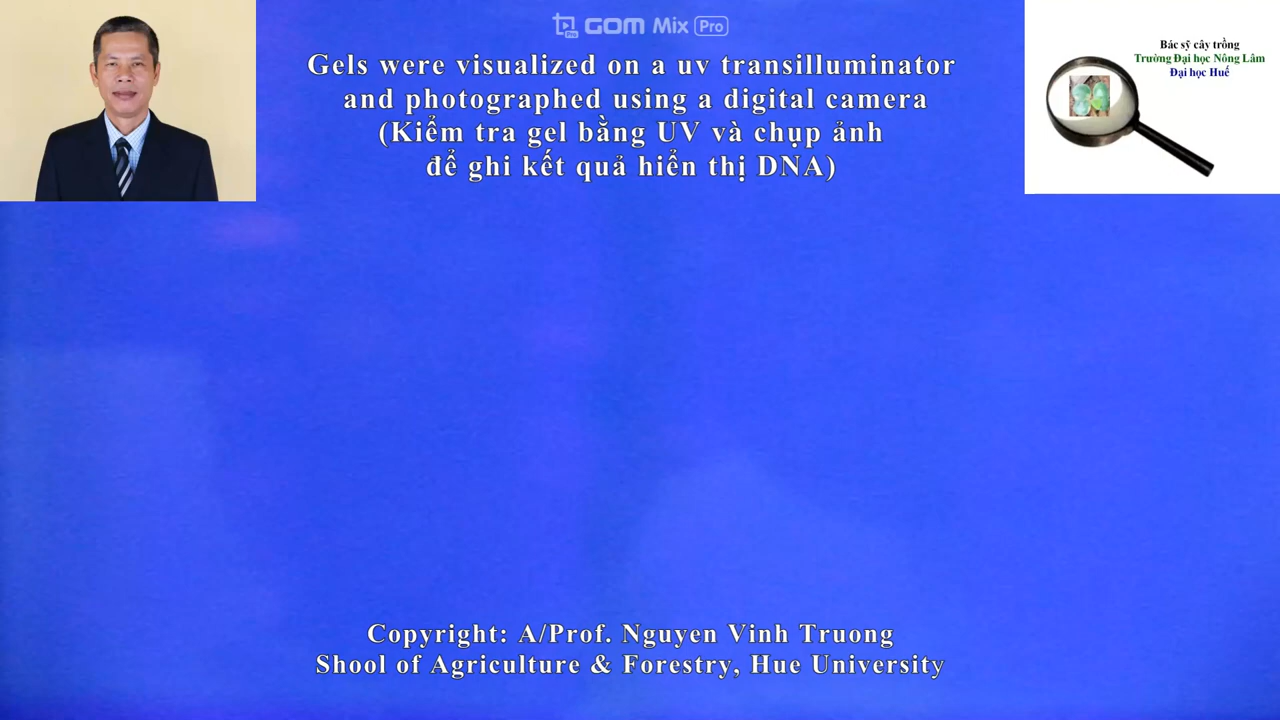 GOM Mix Pro
Gels were visualized on a uv transilluminator
and photographed using a digital camera
(Kiểm tra gel bằng UV và chụp ảnh
để ghi kết quả hiển thị DNA)
Bác sỹ cây trồng
Trường Đại học Nông Lâm
Đại học Huế
Copyright: A/Prof. Nguyen Vinh Truong
Shool of Agriculture & Forestry, Hue University